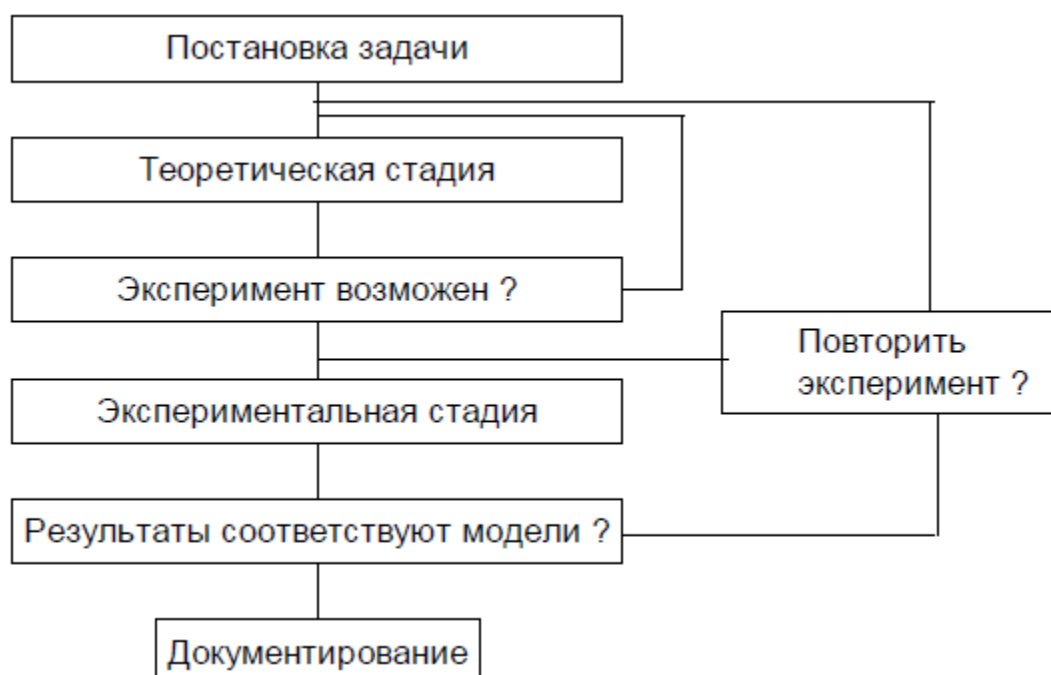 Постановка задачи
Теоретическая стадия
Эксперимент возможен ?
Повторить
эксперимент ?
Экспериментальная стадия
Результаты соответствуют модели ?
Документирование